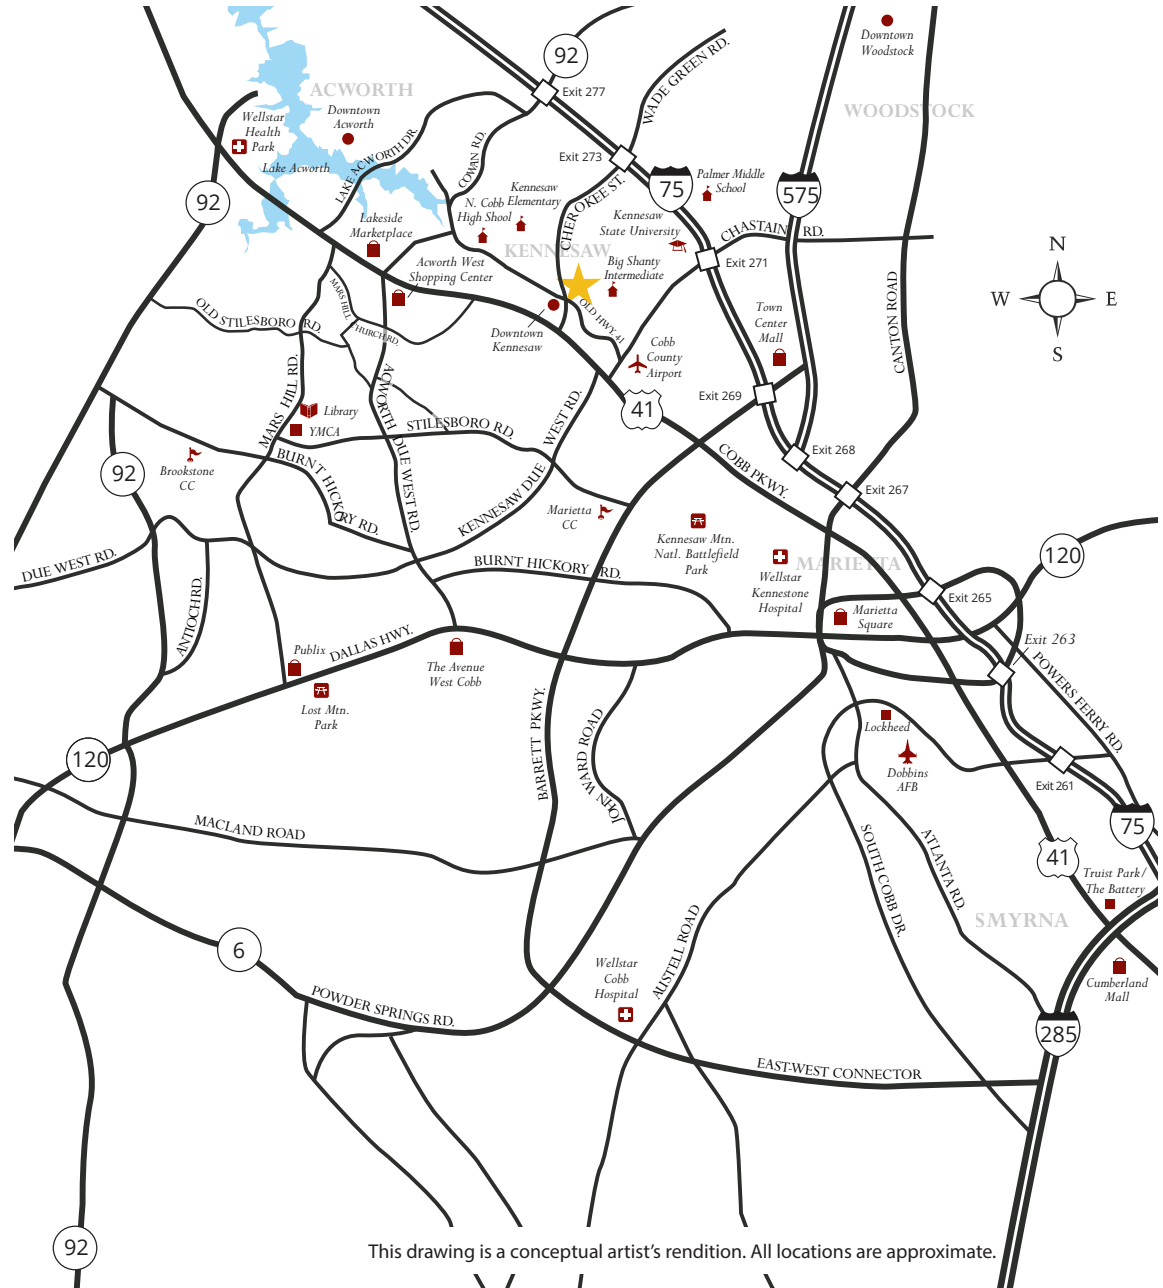 Downtown
Woodstock
92
Exit 277
WADE GREEN RD.
ACWORTH
Downtown
Acworth
WOODSTOCK
Wellstar
Health
Park
Lake Acworth
LAKE ACWORTH DR.
COWAN RD.
Exit 273
75
575
Palmer Middle
School
92
Kennesaw
Elementary
N. Cobb
High Shool
CHEROKEE ST.
Kennesaw
State University
CHASTAIN RD.
Lakeside
Marketplace
KENNESAW
Acworth West
Shopping Center
Big Shanty
Intermediate
Exit 271
N
W
E
S
CANTON ROAD
MARS HILL
CHURCH RD.
OLD STILESBORO RD.
OLD HWY. 41
Downtown
Kennesaw
Town
Center
Mall
Cobb
County
Airport
MARS HILL RD.
ACWORTH DUE WEST RD.
Library
YMCA
STILESBORO RD.
KENNESAW DUE WEST RD.
41
Exit 269
Exit 268
COBB PKWY.
Exit 267
BURNT HICKORY RD.
Brookstone
CC
92
Marietta
CC
Kennesaw Mtn.
Natl. Battlefield
Park
MARIETTA
Wellstar
Kennestone
Hospital
120
DUE WEST RD.
BURNT HICKORY RD.
ANTIOCH RD.
Exit 265
Marietta
Square
Exit 263
POWERS FERRY RD.
Publix
DALLAS HWY.
The Avenue
West Cobb
Lost Mtn.
Park
BARRETT PKWY.
JOHN WARD ROAD
Lockheed
Dobbins
AFB
120
Exit 261
MACLAND ROAD
75
41
SOUTH COBB DR.
ATLANTA RD.
Truist Park/
The Battery
SMYRNA
6
AUSTELL ROAD
Wellstar
Cobb
Hospital
Cumberland
Mall
POWDER SPRINGS RD.
285
EAST-WEST CONNECTOR
92
This drawing is a conceptual artist’s rendition. All locations are approximate.